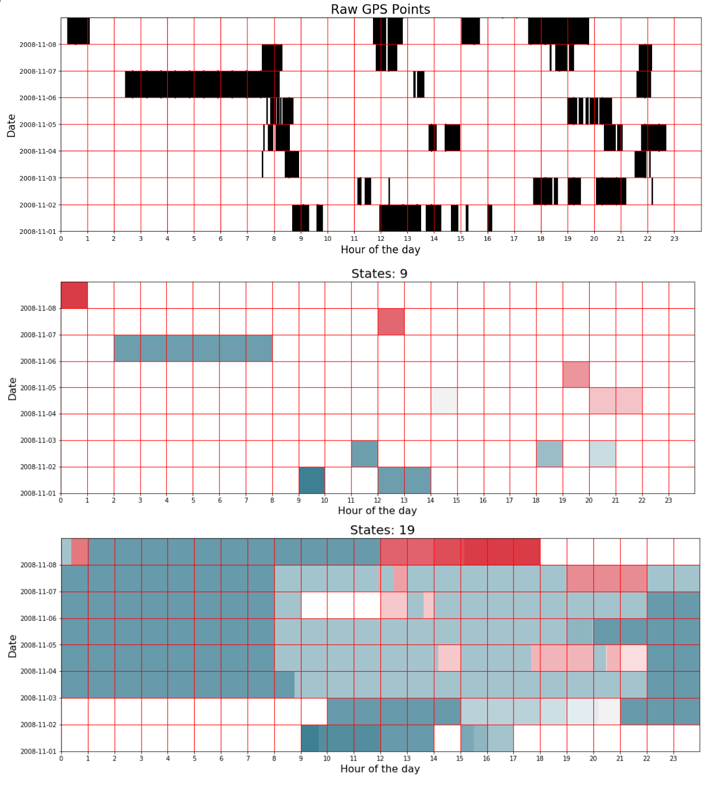 Raw GPS Points
2008-11-08
2008-11-07
2008-11-06
2008-11-05
2008-11-04
2008-11-03
2008-11-02
2008-11-01
Date
0 1 2 3 4 5 6 7 8 9 10 11 12 13 14 15 16 17 18 19 20 21 22 23
Hour of the day
States: 9
2008-11-08
2008-11-07
2008-11-06
2008-11-05
2008-11-04
2008-11-03
2008-11-02
2008-11-01
Date
0 1 2 3 4 5 6 7 8 9 10 11 12 13 14 15 16 17 18 19 20 21 22 23
Hour of the day
States: 19
2008-11-08
2008-11-07
2008-11-06
2008-11-05
2008-11-04
2008-11-03
2008-11-02
2008-11-01
Date
0 1 2 3 4 5 6 7 8 9 10 11 12 13 14 15 16 17 18 19 20 21 22 23
Hour of the day